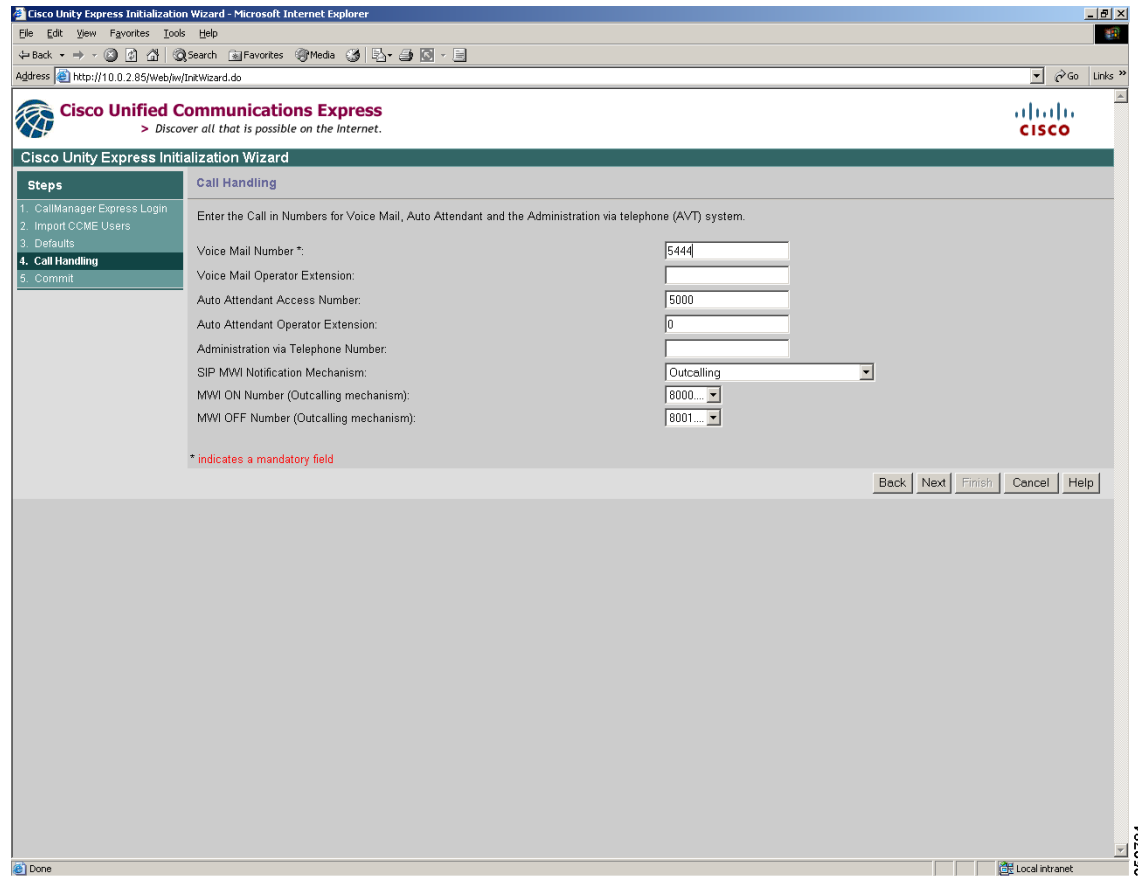 Cisco Unity Express Initialization Wizard - Microsoft Internet Explorer
File Edit View Favorites Tools Help
Back Search Favorites Media
Address http://10.0.2.85/Web/iw/InitWizard.do Go Links »
Cisco Unified Communications Express
> Discover all that is possible on the Internet.
CISCO
Cisco Unity Express Initialization Wizard
Steps
1. CallManager Express Login
2. Import CCME Users
3. Defaults
4. Call Handling
5. Commit
Call Handling
Enter the Call in Numbers for Voice Mail, Auto Attendant and the Administration via telephone (AVT) system.
Voice Mail Number *: 5444
Voice Mail Operator Extension:
Auto Attendant Access Number: 5000
Auto Attendant Operator Extension: 0
Administration via Telephone Number:
SIP MWI Notification Mechanism: Outcalling
MWI ON Number (Outcalling mechanism): 8000....
MWI OFF Number (Outcalling mechanism): 8001....
* indicates a mandatory field
Back Next Finish Cancel Help
Done Local intranet